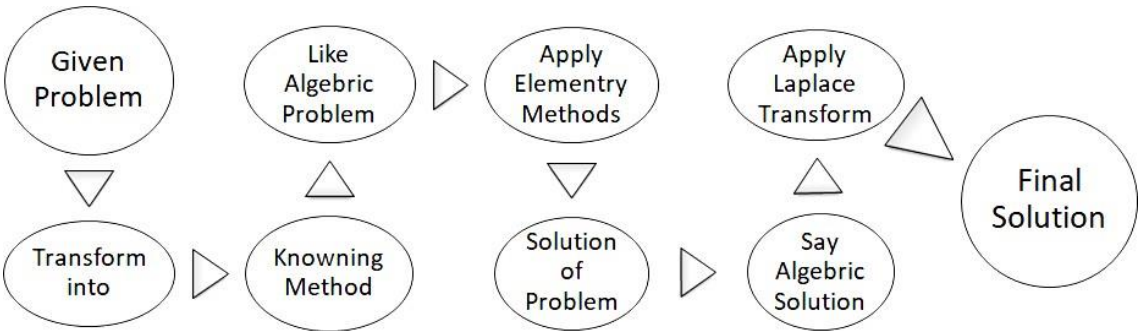 Given
Problem
Transform
into
Knowning
Method
Like
Algebric
Problem
Apply
Elementry
Methods
Solution
of
Problem
Say
Algebric
Solution
Apply
Laplace
Transform
Final
Solution